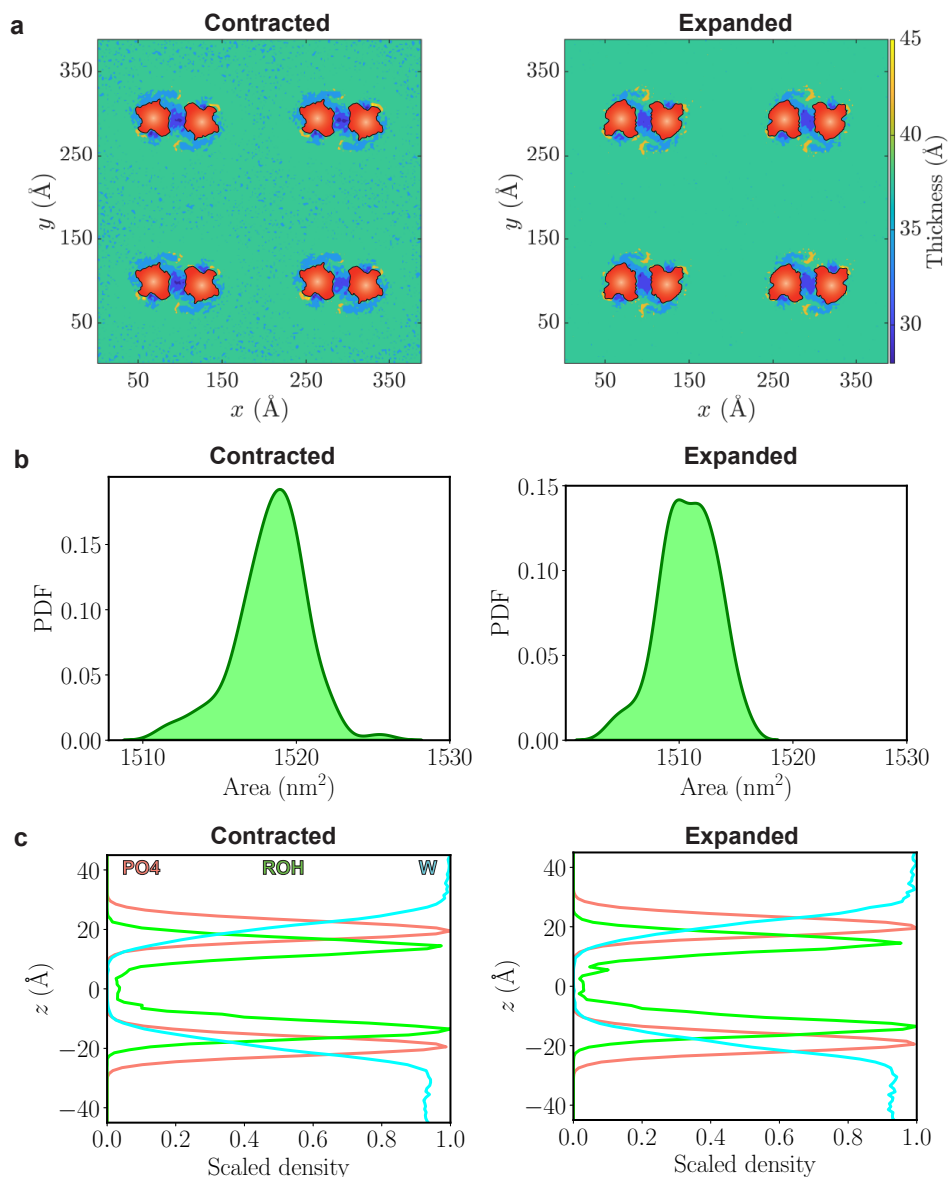 a
Contracted
Expanded
350
250
150
50
y (Å)
50 150 250 350
x (Å)
350
250
150
50
y (Å)
50 150 250 350
x (Å)
45
40
35
30
Thickness (Å)
b
Contracted
Expanded
0.15
0.10
0.05
0.00
PDF
1510 1520 1530
Area (nm²)
0.15
0.10
0.05
0.00
PDF
1510 1520 1530
Area (nm²)
c
Contracted
Expanded
PO4 ROH W
40
20
0
−20
−40
z (Å)
0.0 0.2 0.4 0.6 0.8 1.0
Scaled density
40
20
0
−20
−40
z (Å)
0.0 0.2 0.4 0.6 0.8 1.0
Scaled density